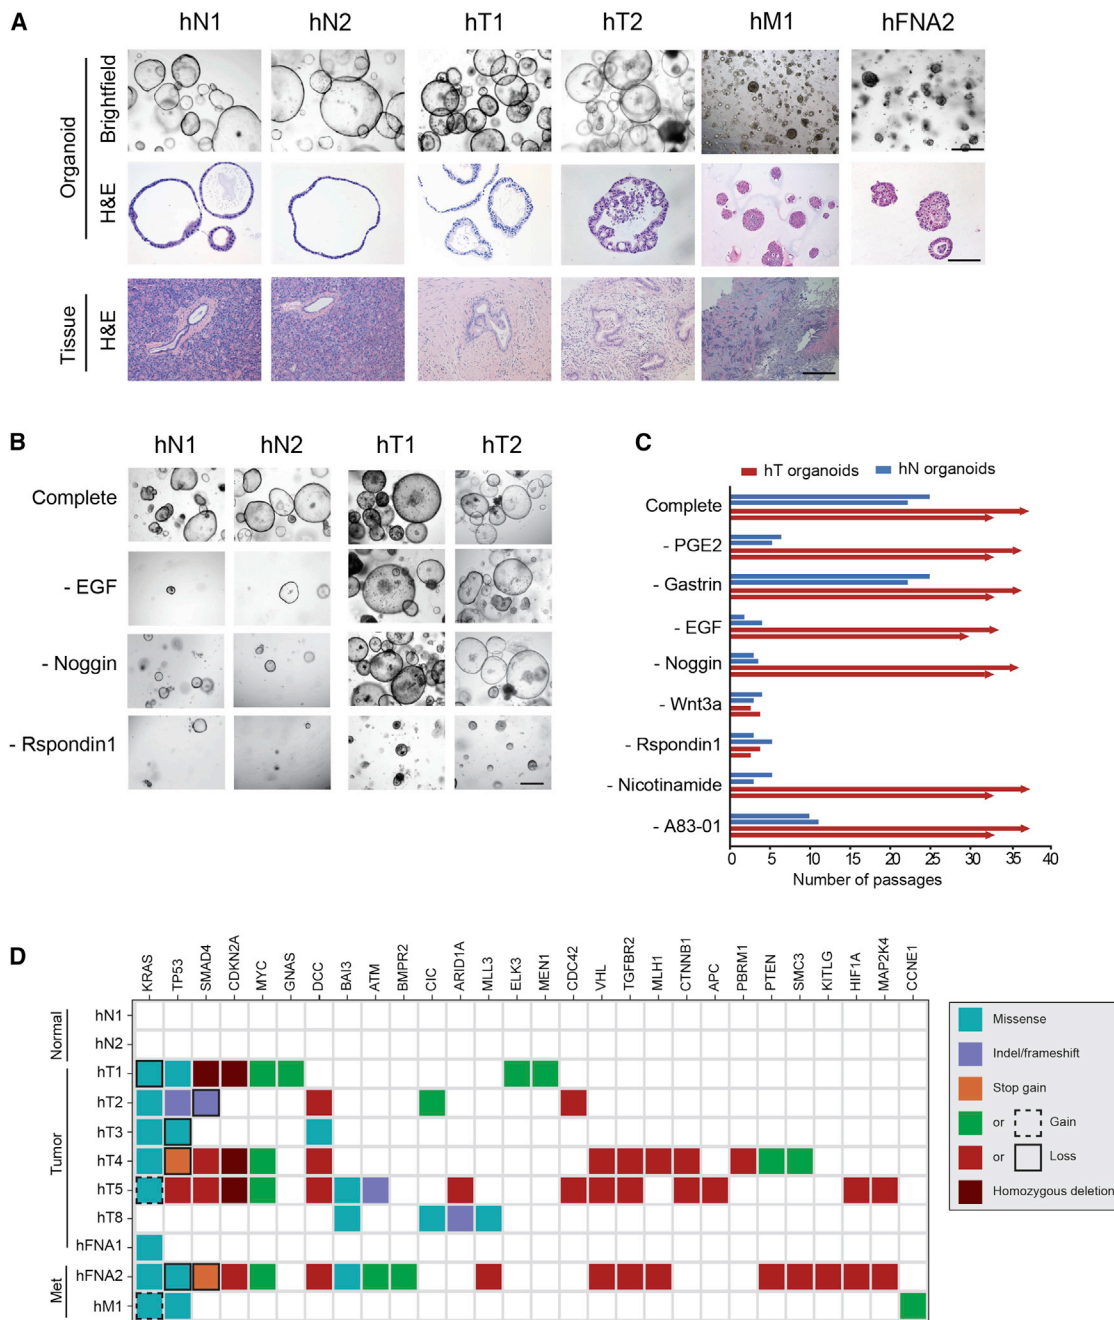 A
hN1 hN2 hT1 hT2 hM1 hFNA2
Organoid
Brightfield
H&E
Tissue
H&E
B
hN1 hN2 hT1 hT2
Complete
- EGF
- Noggin
- Rspondin1
C
hT organoids hN organoids
Complete
- PGE2
- Gastrin
- EGF
- Noggin
- Wnt3a
- Rspondin1
- Nicotinamide
- A83-01
0 5 10 15 20 25 30 35 40
Number of passages
D
KRAS TP53 SMAD4 CDKN2A MYC GNAS DCC BAI3 ATM BMPR2 CIC ARID1A MLL3 ELK3 MEN1 CDC42 VHL TGFBR2 MLH1 CTNNB1 APC PBRM1 PTEN SMC3 KITLG HIF1A MAP2K4 CCNE1
Normal
hN1
hN2
Tumor
hT1
hT2
hT3
hT4
hT5
hT8
hFNA1
Met
hFNA2
hM1
Missense
Indel/frameshift
Stop gain
or Gain
or Loss
Homozygous deletion